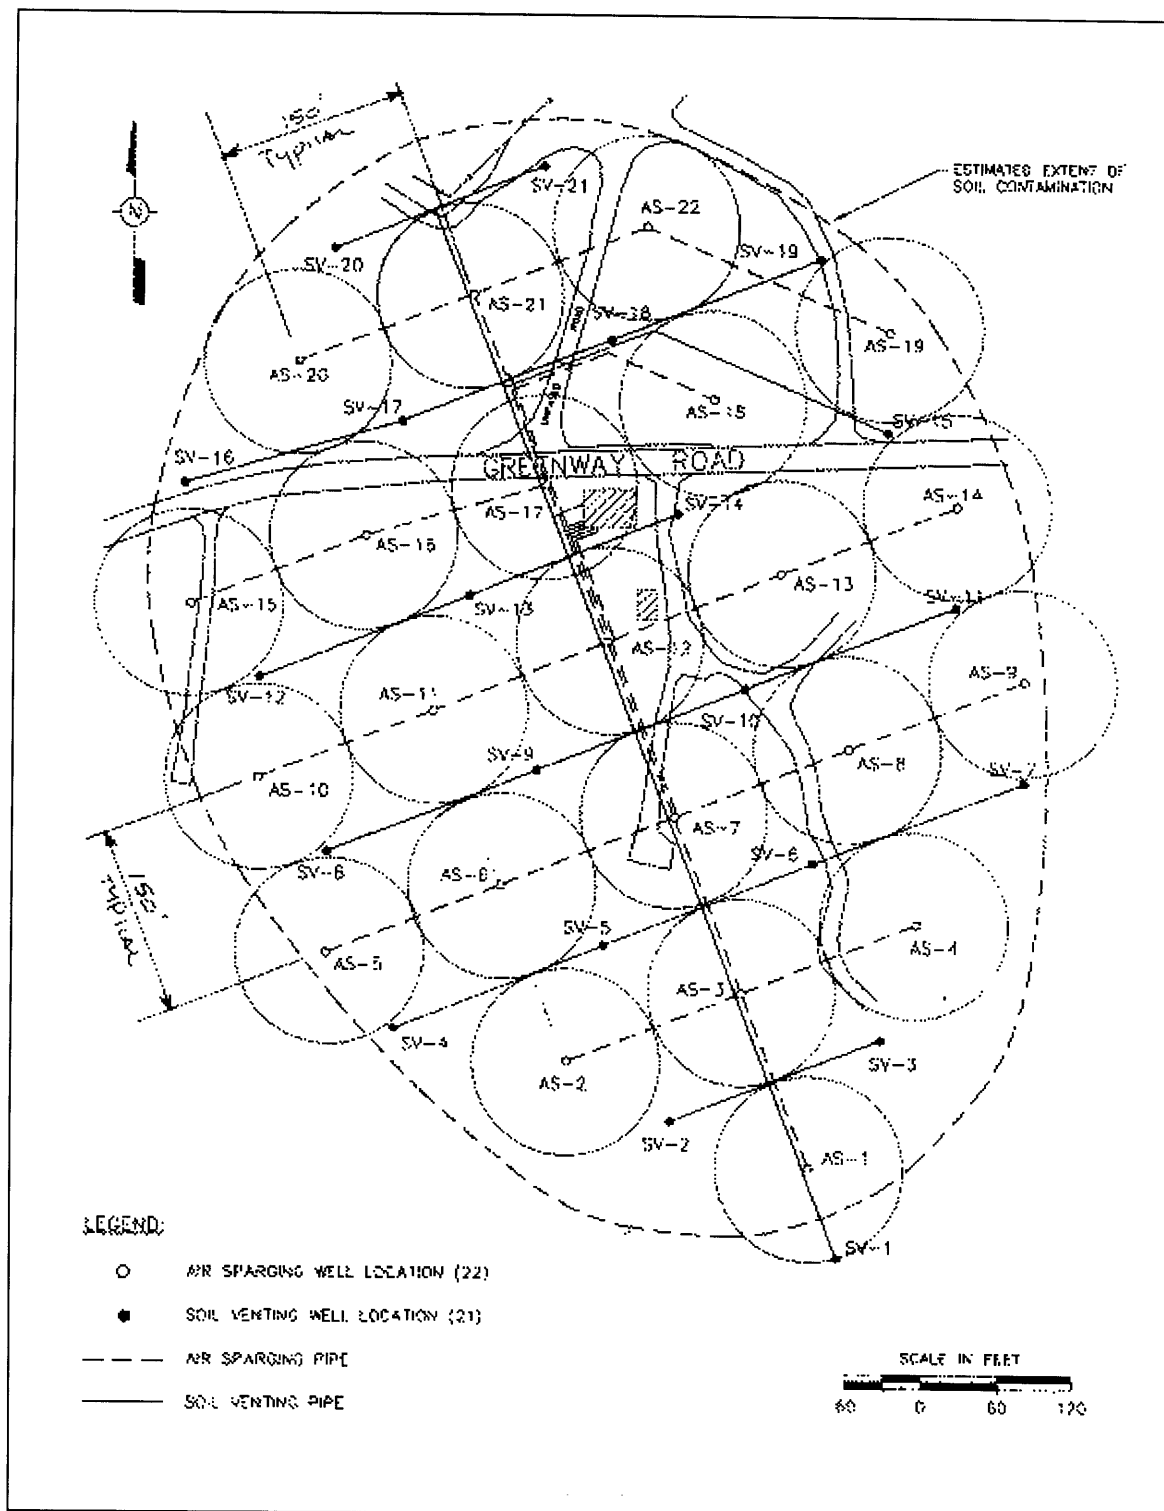 150'
TYPICAL
ESTIMATES EXTENT OF
SOIL CONTAMINATION
N
SV-21
AS-22
SV-20
SV-19
AS-21
SV-18
AS-19
AS-20
ROAD
AS-18
SV-17
SV-15
SV-16
GREENWAY ROAD
AS-14
AS-17
SV-14
AS-16
AS-13
AS-15
SV-13
SV-11
AS-12
SV-12
AS-11
AS-9
SV-10
SV-9
AS-8
AS-10
SV-7
AS-7
SV-8
AS-6
SV-6
150'
TYPICAL
SV-5
AS-5
AS-4
AS-3
SV-4
SV-3
AS-2
SV-2
AS-1
SV-1
LEGEND:
AIR SPARGING WELL LOCATION (22)
SOIL VENTING WELL LOCATION (21)
AIR SPARGING PIPE
SOIL VENTING PIPE
SCALE IN FEET
60 0 60 120